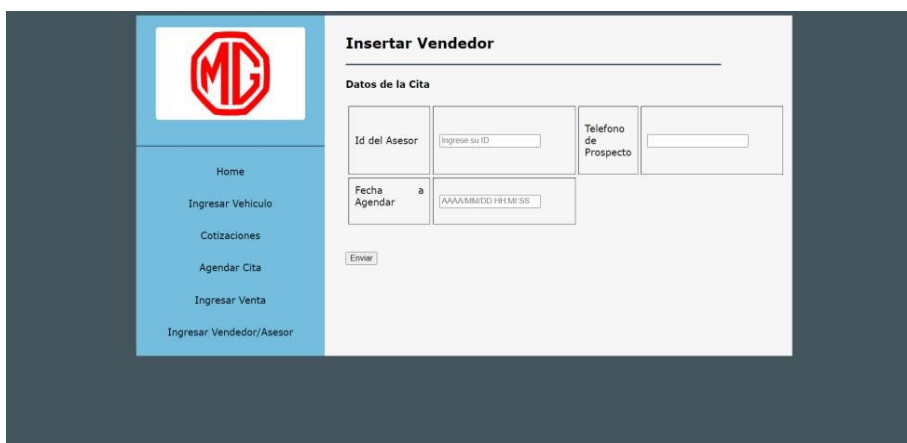 MG
Insertar Vendedor
Datos de la Cita
Id del Asesor
Ingrese su ID
Telefono
de
Prospecto
Fecha a
Agendar
AAAA/MM/DD HH:MI:SS
Enviar
Home
Ingresar Vehiculo
Cotizaciones
Agendar Cita
Ingresar Venta
Ingresar Vendedor/Asesor